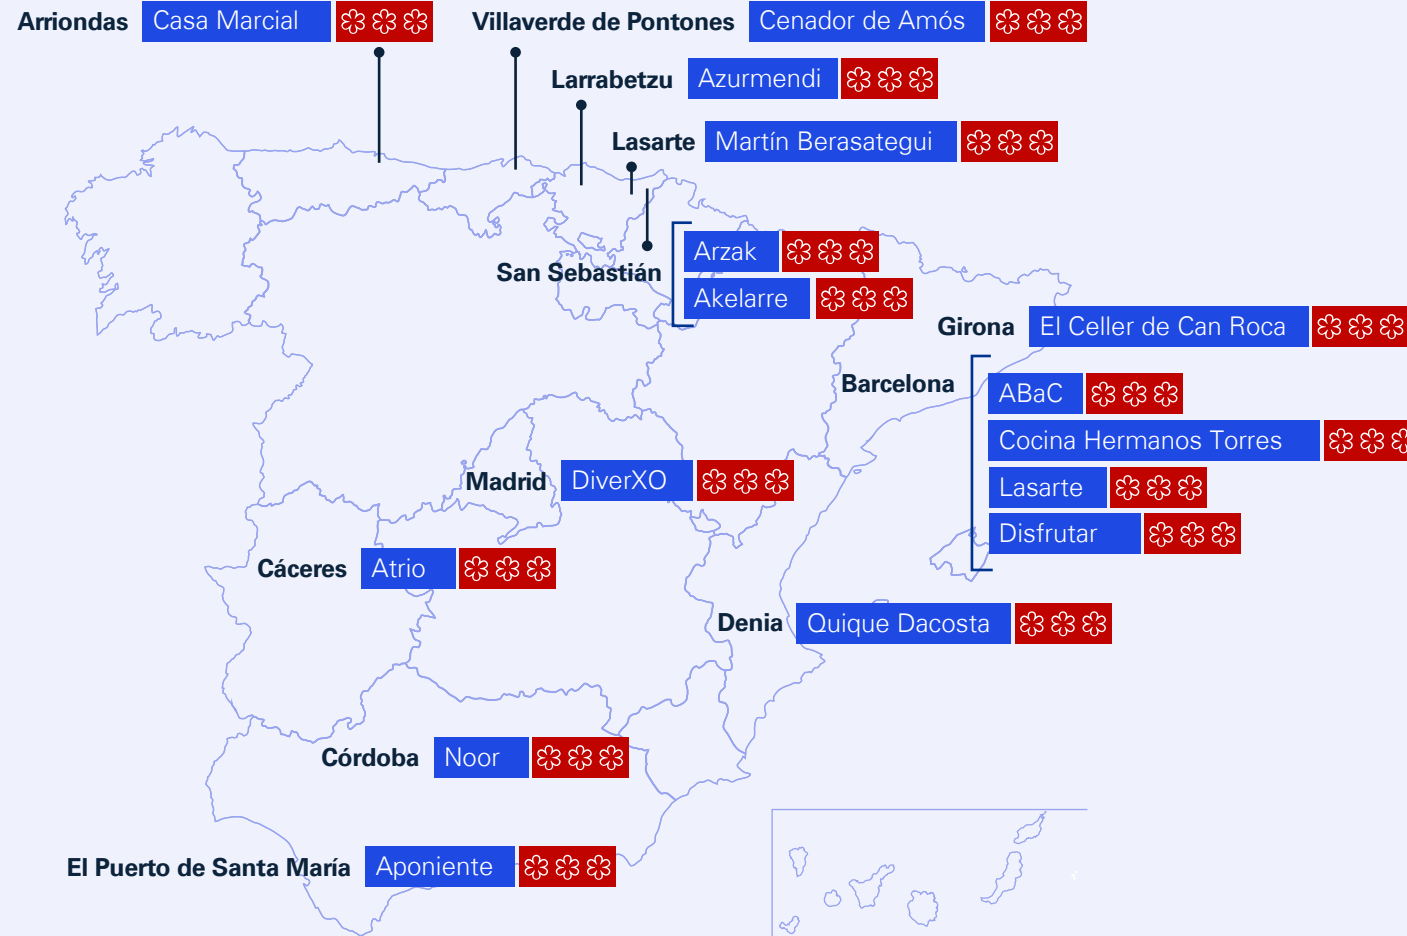 Arriondas Casa Marcial
Villaverde de Pontones Cenador de Amós
Larrabetzu Azurmendi
Lasarte Martín Berasategui
San Sebastián
Arzak
Akelarre
Girona El Celler de Can Roca
Barcelona
ABaC
Cocina Hermanos Torres
Lasarte
Disfrutar
Madrid DiverXO
Cáceres Atrio
Denia Quique Dacosta
Córdoba Noor
El Puerto de Santa María Aponiente